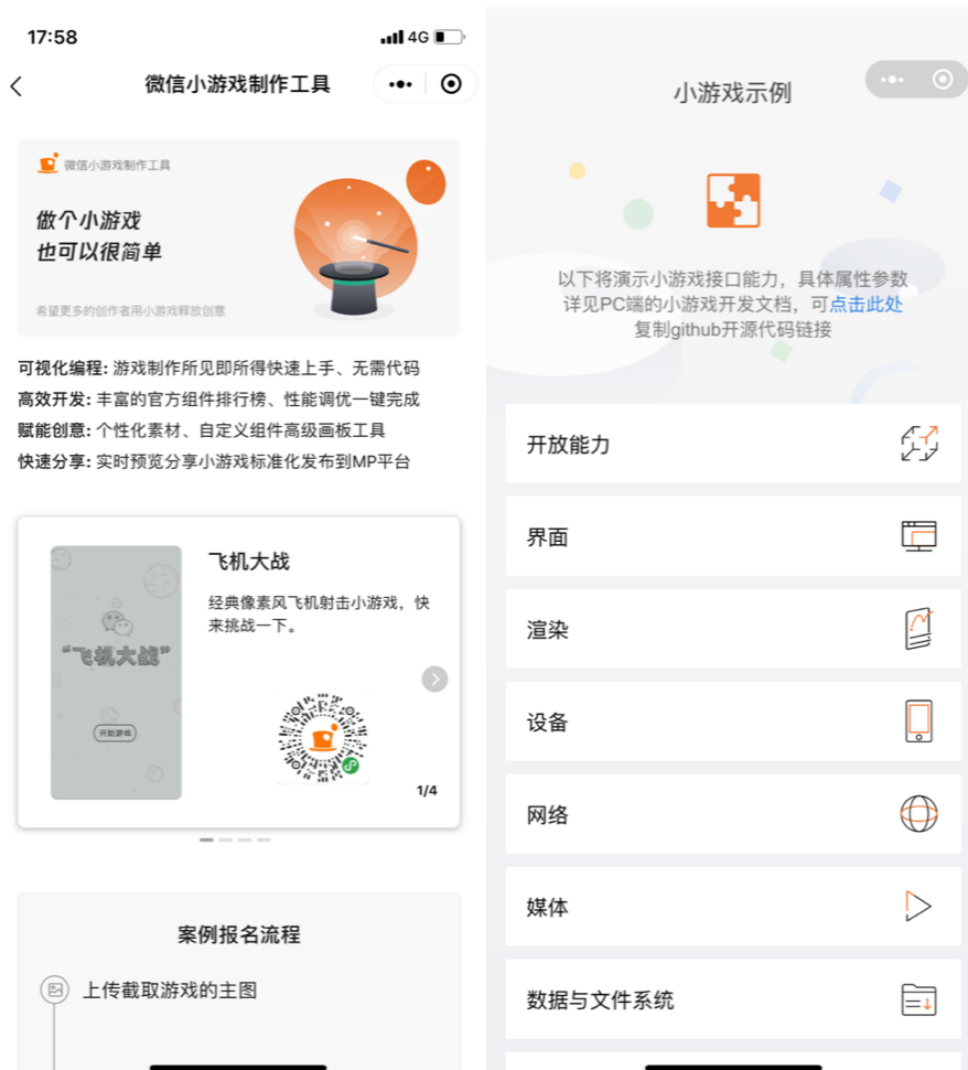 17:58
4G
微信小游戏制作工具
微信小游戏制作工具
做个小游戏
也可以很简单
希望更多的创作者用小游戏释放创意
可视化编程: 游戏制作所见即所得快速上手、无需代码
高效开发: 丰富的官方组件排行榜、性能调优一键完成
赋能创意: 个性化素材、自定义组件高级画板工具
快速分享: 实时预览分享小游戏标准化发布到MP平台
“飞机大战”
开始游戏
飞机大战
经典像素风飞机射击小游戏，快
来挑战一下。
1/4
案例报名流程
上传截取游戏的主图
小游戏示例
以下将演示小游戏接口能力，具体属性参数
详见PC端的小游戏开发文档，可点击此处
复制github开源代码链接
开放能力
界面
渲染
设备
网络
媒体
数据与文件系统